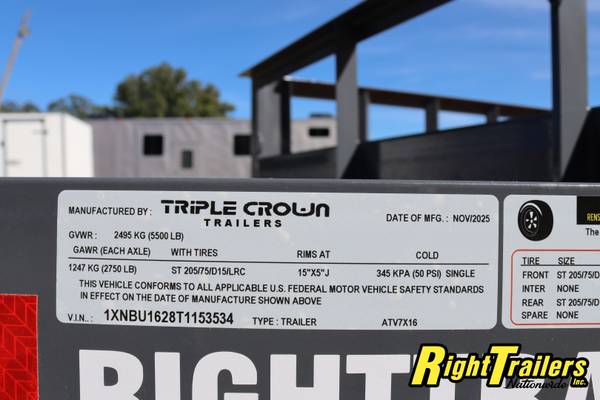 MANUFACTURED BY : TRIPLE CROWN TRAILERS DATE OF MFG. : NOV/2025
GVWR : 2495 KG (5500 LB)
GAWR (EACH AXLE) WITH TIRES RIMS AT COLD
1247 KG (2750 LB) ST 205/75/D15/LRC 15"X5"J 345 KPA (50 PSI) SINGLE
THIS VEHICLE CONFORMS TO ALL APPLICABLE U.S. FEDERAL MOTOR VEHICLE SAFETY STANDARDS
IN EFFECT ON THE DATE OF MANUFACTURE SHOWN ABOVE
V.I.N.: 1XNBU1628T1153534 TYPE : TRAILER ATV7X16
The
TIRE SIZE
FRONT ST 205/75/D
INTER NONE
REAR ST 205/75/D
SPARE NONE
RIGHTTRA
RightTrailers
Nationwide Inc.